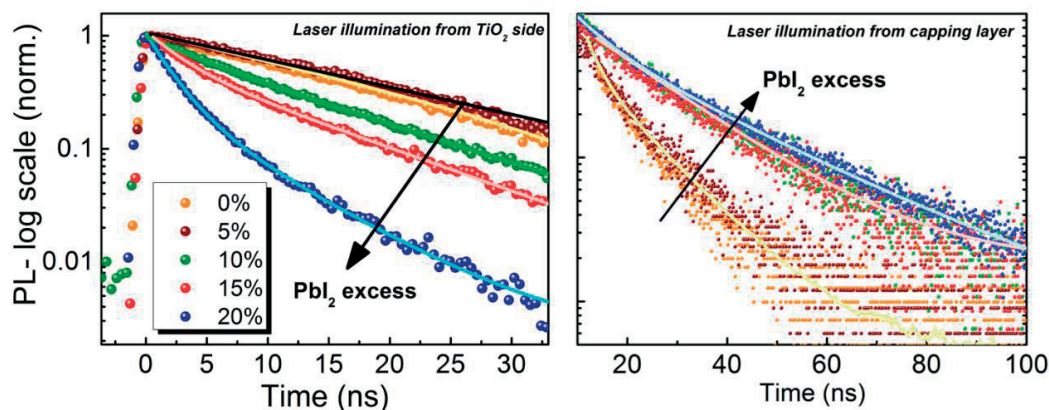 Laser illumination from TiO₂ side
PL- log scale (norm.)
1
0.1
0.01
0%
5%
10%
15%
20%
PbI₂ excess
0 5 10 15 20 25 30
Time (ns)
Laser illumination from capping layer
PbI₂ excess
20 40 60 80 100
Time (ns)